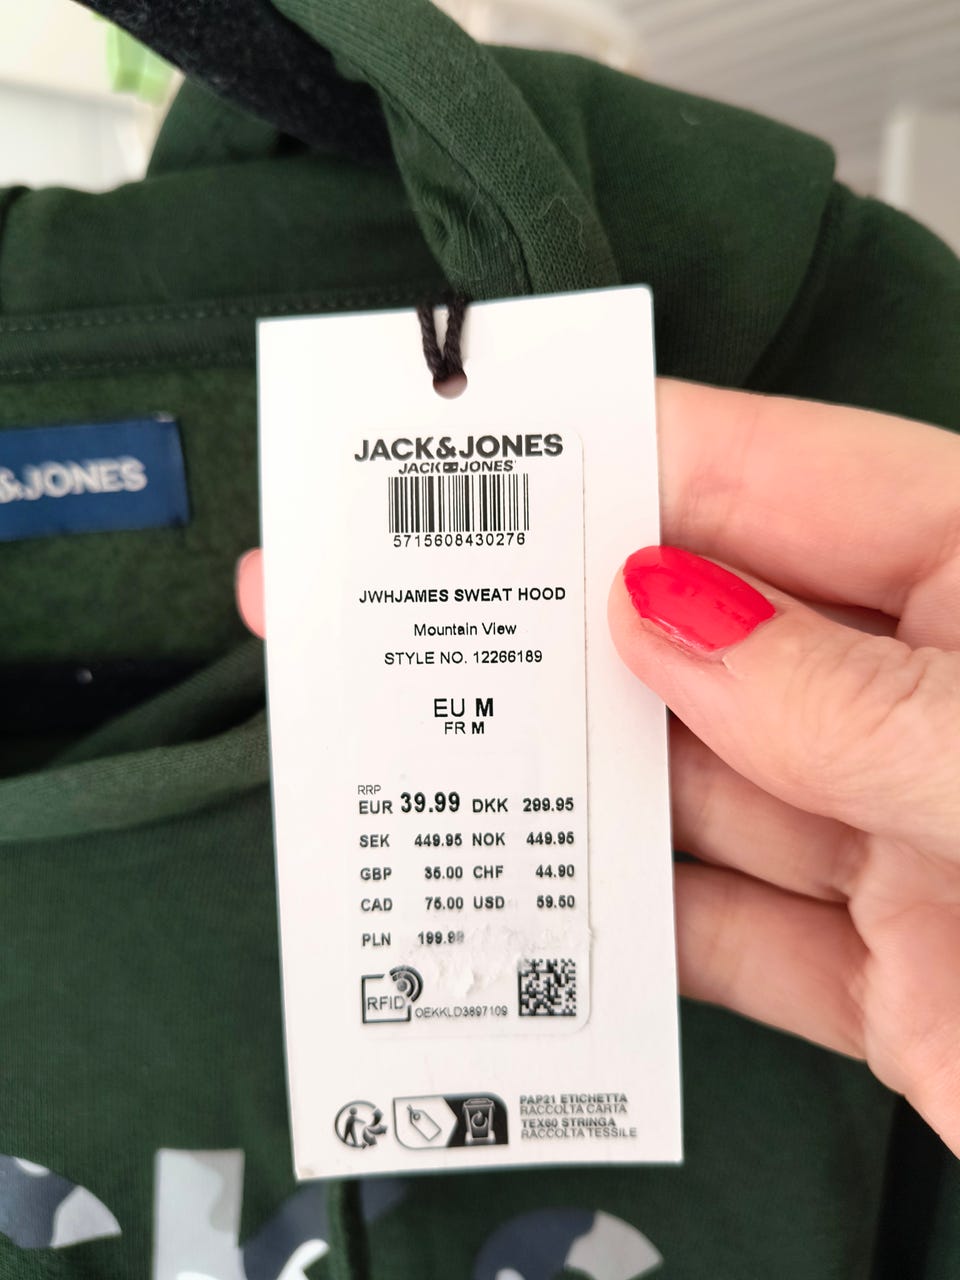 JACK&JONES
JACK JONES
5715608430276
&JONES
JWHJAMES SWEAT HOOD
Mountain View
STYLE NO. 12266189
EU M
FR M
RRP
EUR 39.99 DKK 299.95
SEK 449.95 NOK 449.95
GBP 35.00 CHF 44.90
CAD 75.00 USD 59.50
PLN 199.99
RFID
OEKKLD3897109
PAP21 ETICHETTA
RACCOLTA CARTA
TEX60 STRINGA
RACCOLTA TESSILE